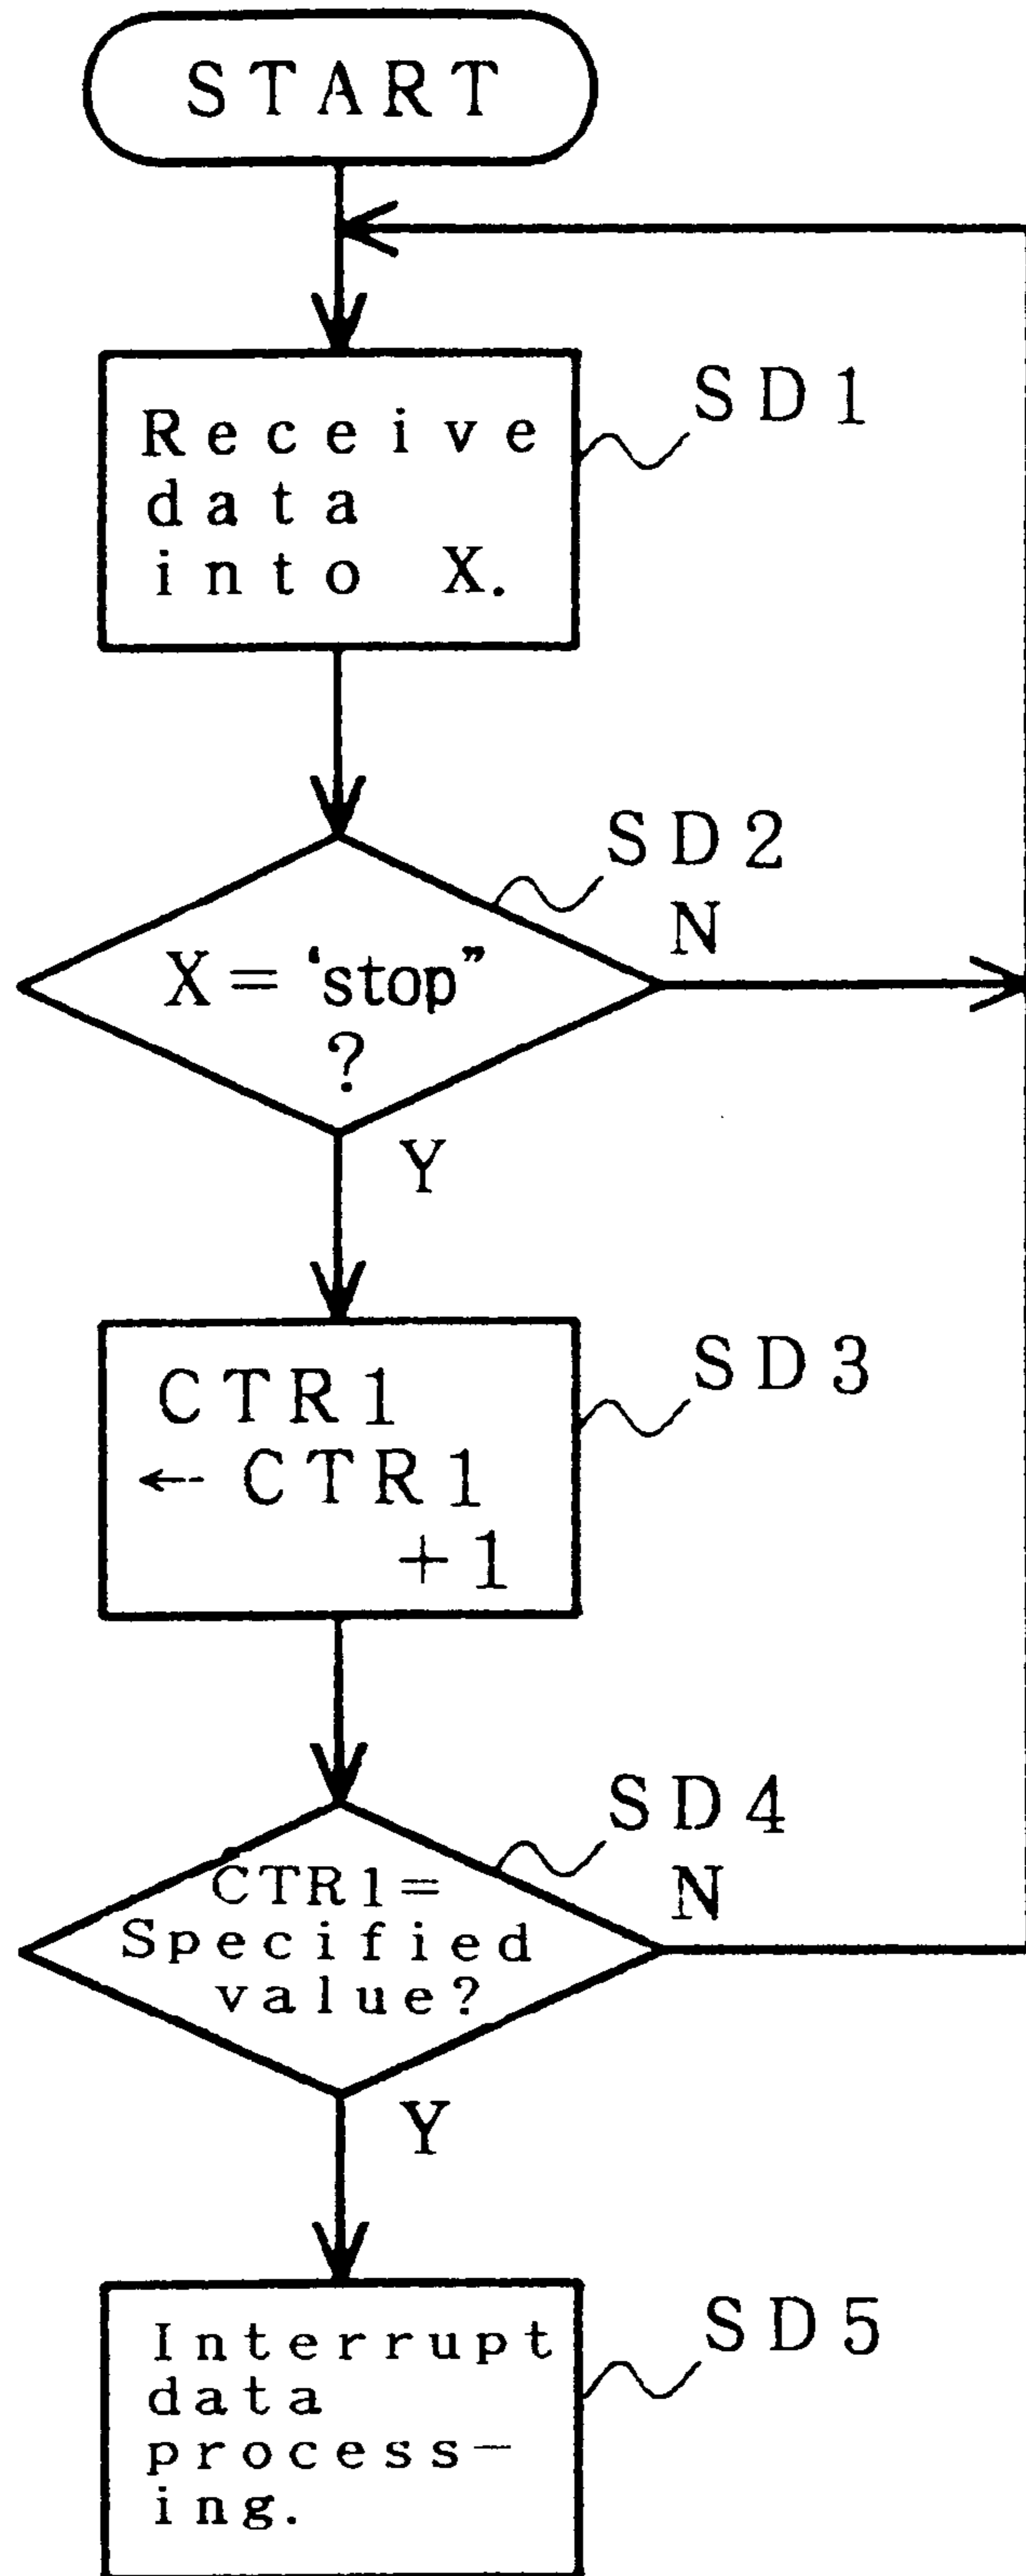 START
Receive
data
into X.
SD1
SD2
N
X = ‘stop”
?
Y
CTR1
← CTR1
+1
SD3
SD4
N
CTR1=
Specified
value?
Y
Interrupt
data
process-
ing.
SD5